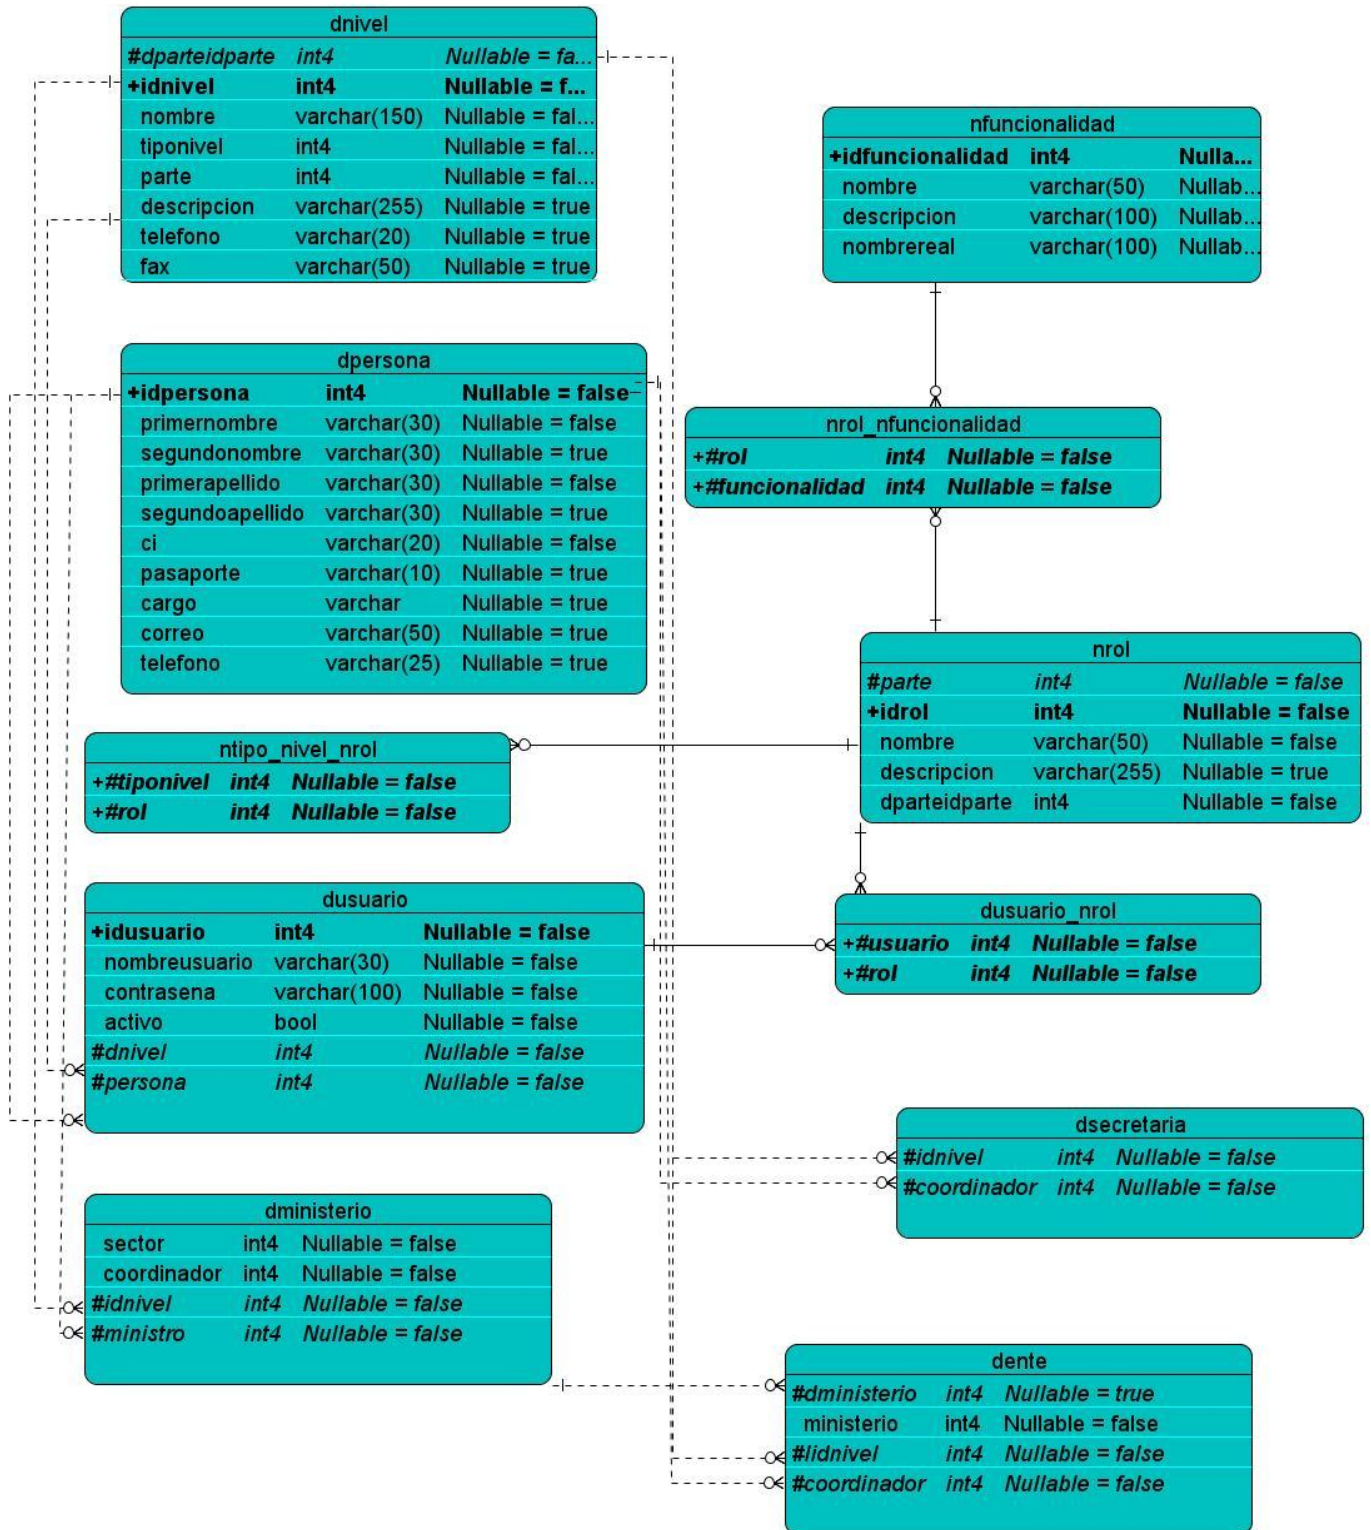 dnivel
#dparteidparte int4 Nullable = fa...
+idnivel int4 Nullable = f...
nombre varchar(150) Nullable = fal...
tiponivel int4 Nullable = fal...
parte int4 Nullable = fal...
descripcion varchar(255) Nullable = true
telefono varchar(20) Nullable = true
fax varchar(50) Nullable = true
nfuncionalidad
+idfuncionalidad int4 Nulla...
nombre varchar(50) Nullab...
descripcion varchar(100) Nullab...
nombrereal varchar(100) Nullab...
dpersona
+idpersona int4 Nullable = false
primernombre varchar(30) Nullable = false
segundonombre varchar(30) Nullable = true
primerapellido varchar(30) Nullable = false
segundoapellido varchar(30) Nullable = true
ci varchar(20) Nullable = false
pasaporte varchar(10) Nullable = true
cargo varchar Nullable = true
correo varchar(50) Nullable = true
telefono varchar(25) Nullable = true
nrol_nfuncionalidad
+#rol int4 Nullable = false
+#funcionalidad int4 Nullable = false
nrol
#parte int4 Nullable = false
+idrol int4 Nullable = false
nombre varchar(50) Nullable = false
descripcion varchar(255) Nullable = true
dparteidparte int4 Nullable = false
ntipo_nivel_nrol
+#tiponivel int4 Nullable = false
+#rol int4 Nullable = false
dusuario
+idusuario int4 Nullable = false
nombreusuario varchar(30) Nullable = false
contrasena varchar(100) Nullable = false
activo bool Nullable = false
#dnivel int4 Nullable = false
#persona int4 Nullable = false
dusuario_nrol
+#usuario int4 Nullable = false
+#rol int4 Nullable = false
dsecretaria
#idnivel int4 Nullable = false
#coordinador int4 Nullable = false
dministerio
sector int4 Nullable = false
coordinador int4 Nullable = false
#idnivel int4 Nullable = false
#ministro int4 Nullable = false
dente
#dministerio int4 Nullable = true
ministerio int4 Nullable = false
#lidnivel int4 Nullable = false
#coordinador int4 Nullable = false